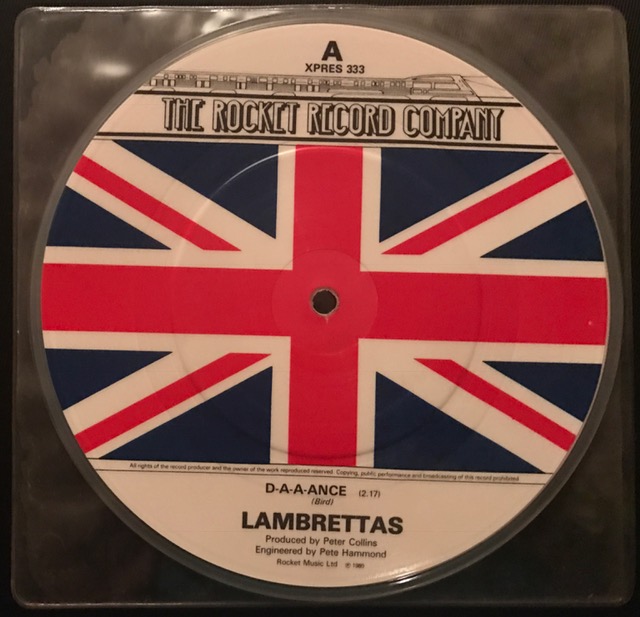 A
XPRES 333
THE ROCKET RECORD COMPANY
All rights of the record producer and the owner of the work reproduced reserved. Copying, public performance and broadcasting of this record prohibited.
D-A-A-ANCE (2.17)
(Bird)
LAMBRETTAS
Produced by Peter Collins
Engineered by Pete Hammond
Rocket Music Ltd ℗ 1980